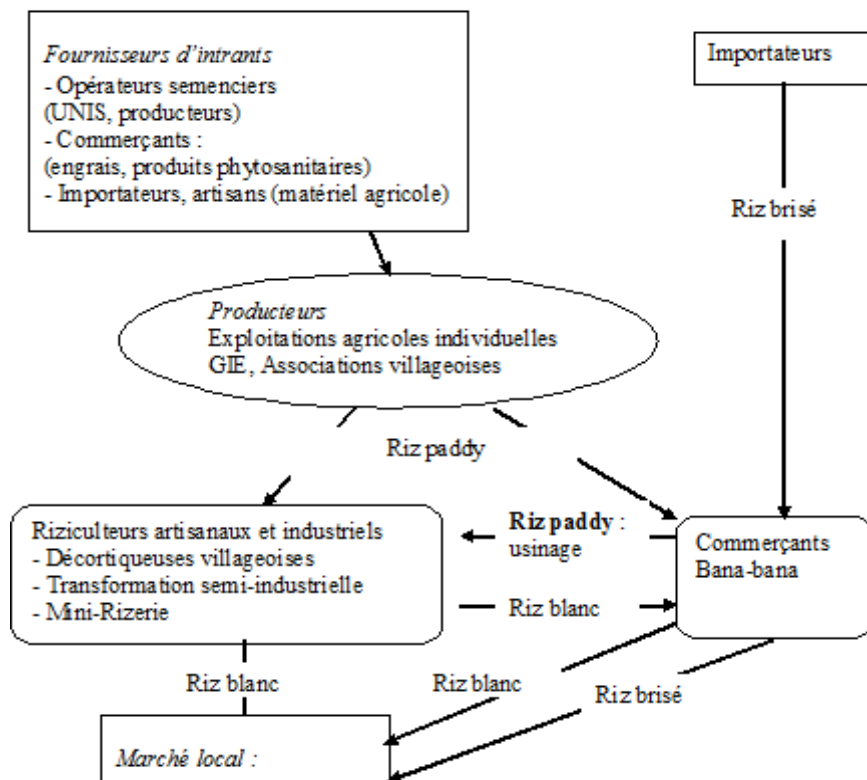 Fournisseurs d'intrants
- Opérateurs semenciers
(UNIS, producteurs)
- Commerçants :
(engrais, produits phytosanitaires)
- Importateurs, artisans (matériel agricole)
Importateurs
Riz brisé
Producteurs
Exploitations agricoles individuelles
GIE, Associations villageoises
Riz paddy
Riziculteurs artisanaux et industriels
- Décortiqueuses villageoises
- Transformation semi-industrielle
- Mini-Rizerie
Riz paddy :
usinage
Riz blanc
Commerçants
Bana-bana
Riz blanc
Riz blanc
Riz brisé
Marché local :